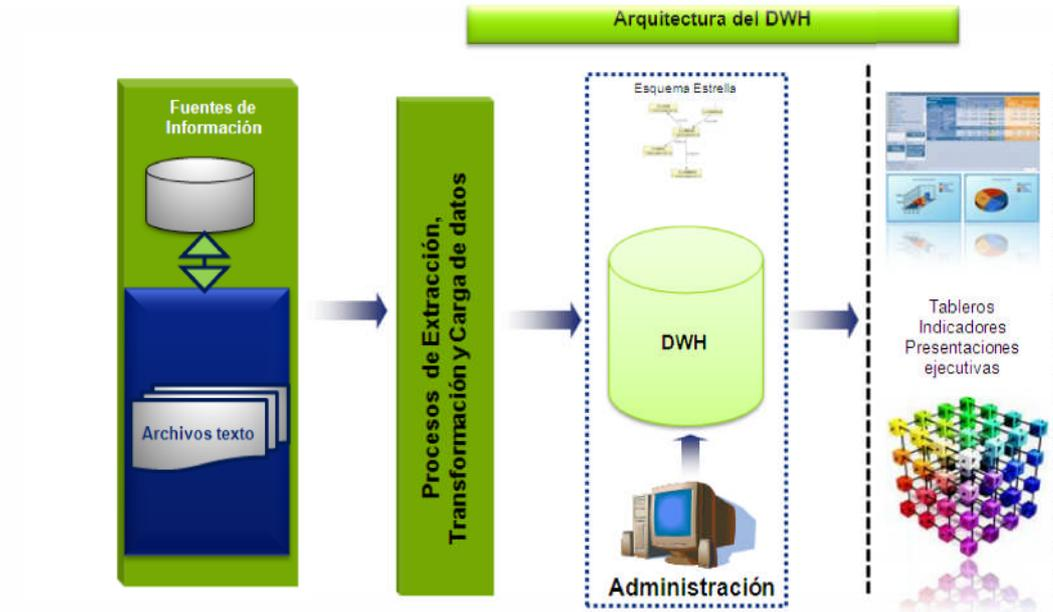 Arquitectura del DWH
Fuentes de
Información
Archivos texto
Procesos de Extracción,
Transformación y Carga de datos
Esquema Estrella
DWH
Administración
Tableros
Indicadores
Presentaciones
ejecutivas